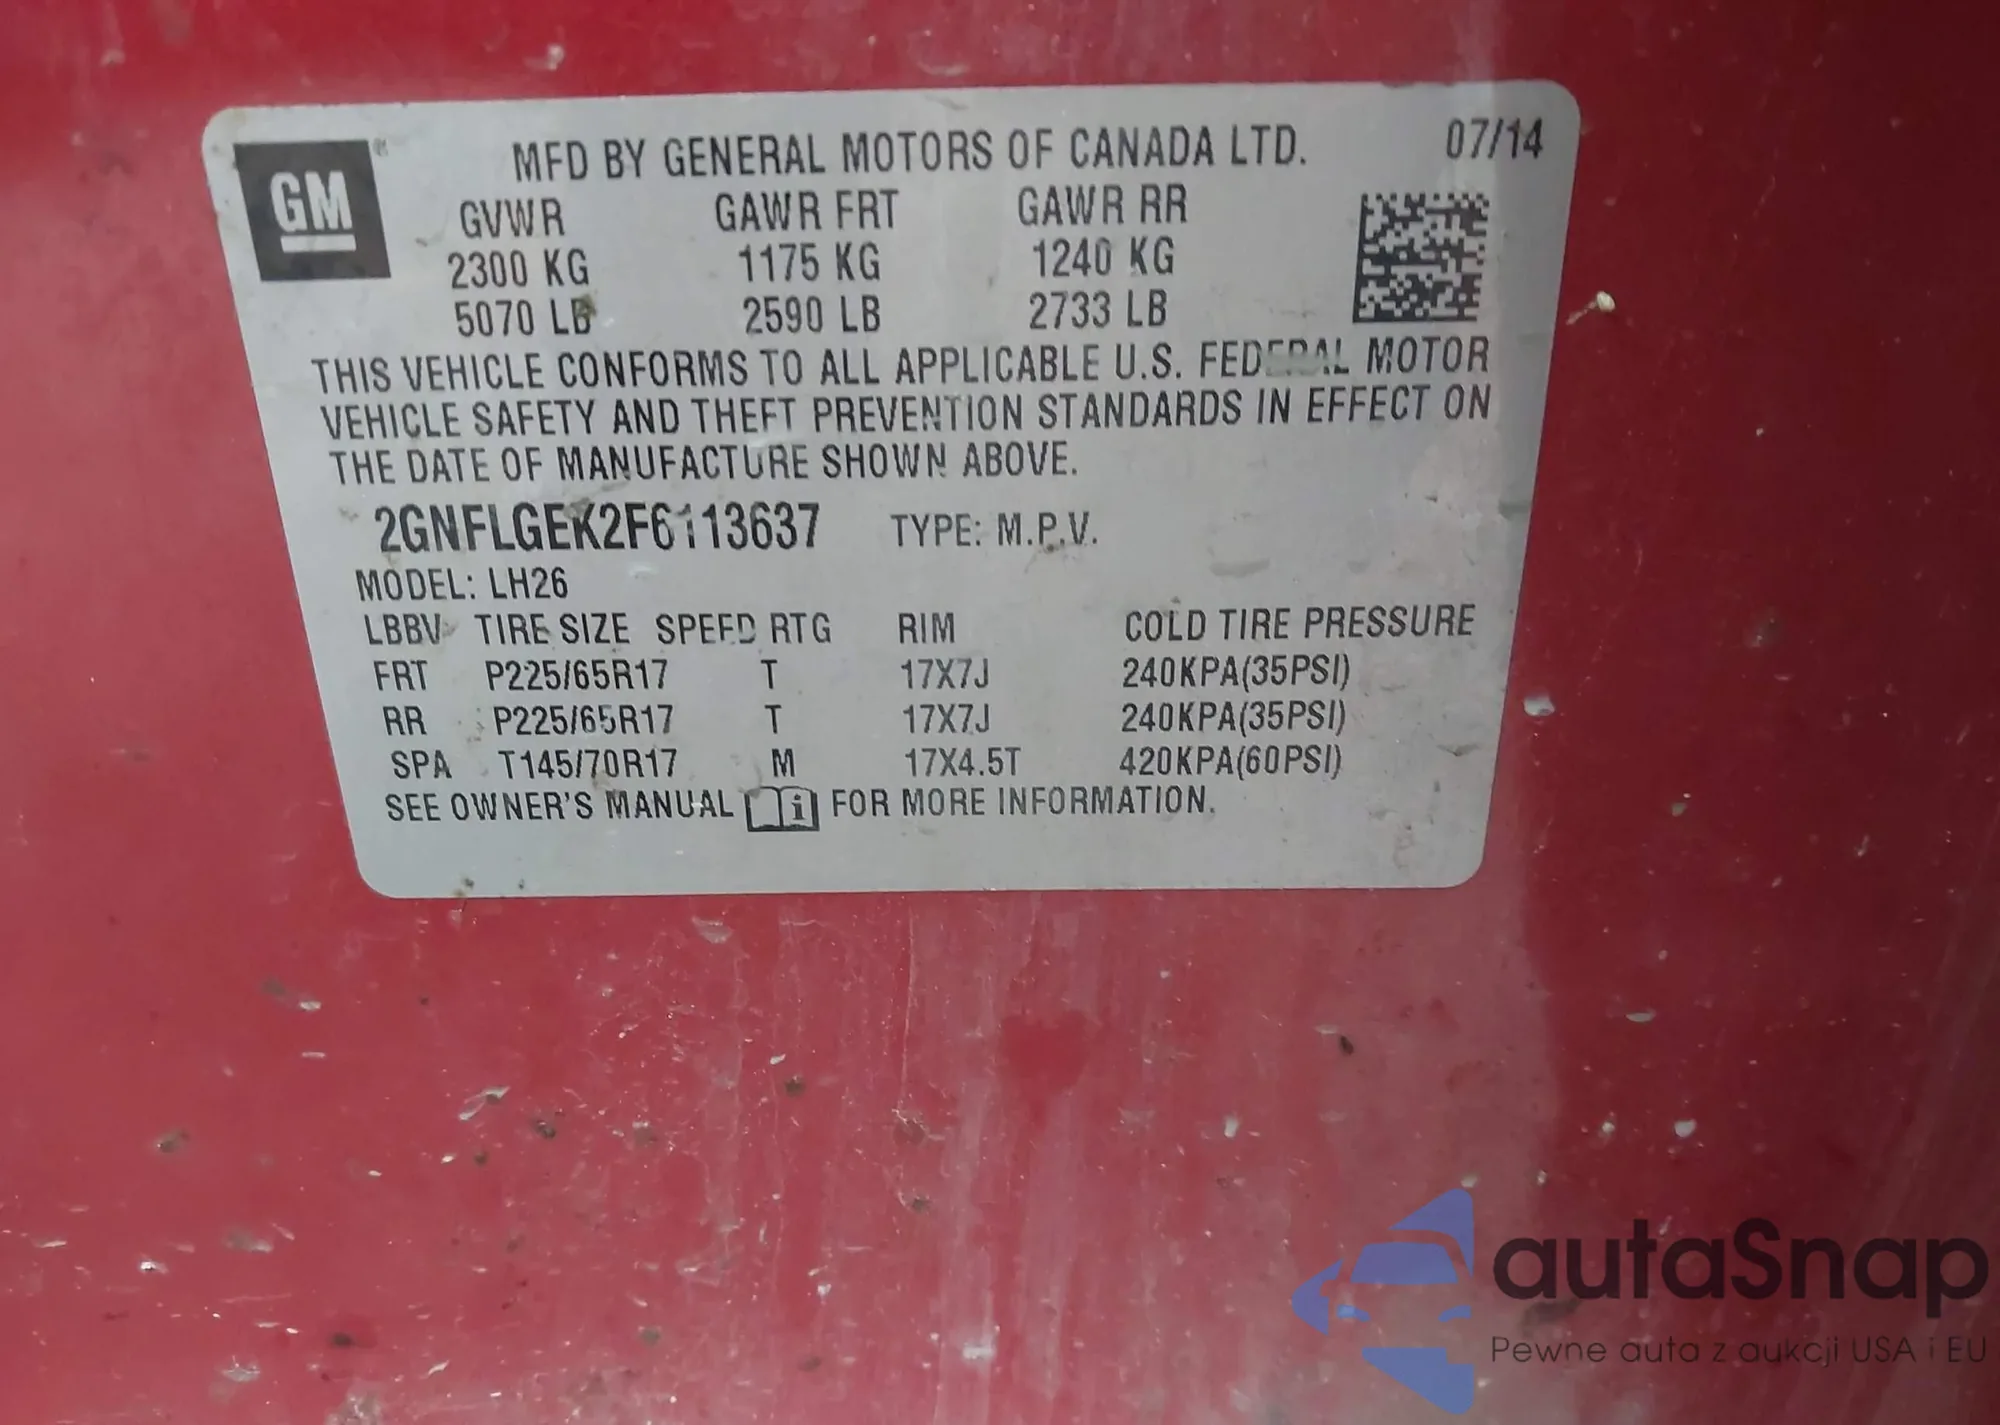 GM
MFD BY GENERAL MOTORS OF CANADA LTD. 07/14
GVWR GAWR FRT GAWR RR
2300 KG 1175 KG 1240 KG
5070 LB 2590 LB 2733 LB
THIS VEHICLE CONFORMS TO ALL APPLICABLE U.S. FEDERAL MOTOR
VEHICLE SAFETY AND THEFT PREVENTION STANDARDS IN EFFECT ON
THE DATE OF MANUFACTURE SHOWN ABOVE.
2GNFLGEK2F6113637 TYPE: M.P.V.
MODEL: LH26
LBBV TIRE SIZE SPEED RTG RIM COLD TIRE PRESSURE
FRT P225/65R17 T 17X7J 240KPA(35PSI)
RR P225/65R17 T 17X7J 240KPA(35PSI)
SPA T145/70R17 M 17X4.5T 420KPA(60PSI)
SEE OWNER'S MANUAL i FOR MORE INFORMATION.
autaSnap
Pewne auta z aukcji USA i EU